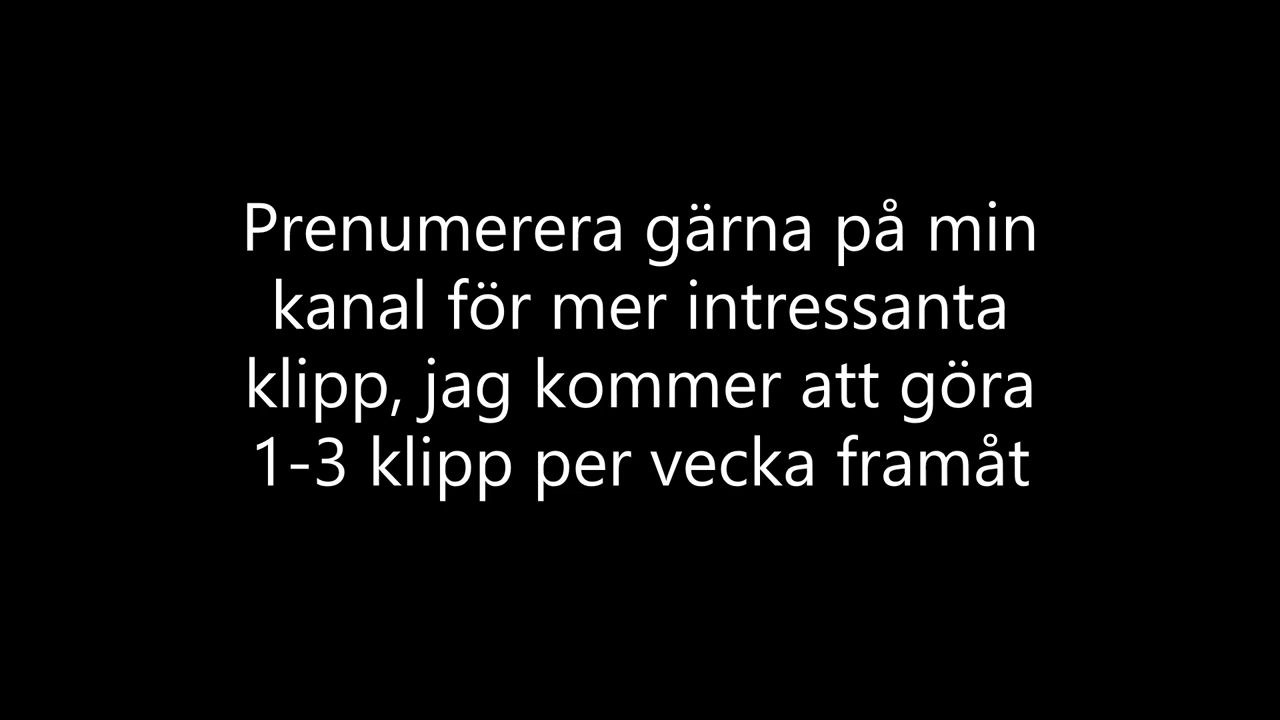 Prenumerera gärna på min
kanal för mer intressanta
klipp, jag kommer att göra
1-3 klipp per vecka framåt